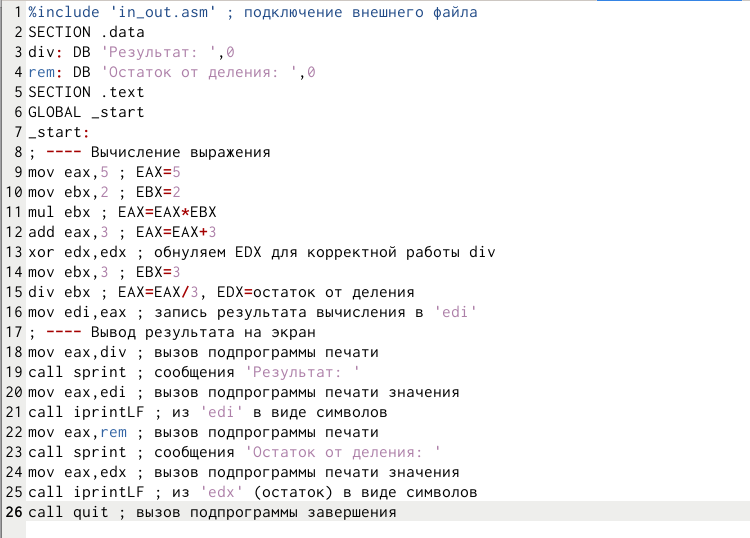 1 %include 'in_out.asm' ; подключение внешнего файла
2 SECTION .data
3 div: DB 'Результат: ',0
4 rem: DB 'Остаток от деления: ',0
5 SECTION .text
6 GLOBAL _start
7 _start:
8 ; ---- Вычисление выражения
9 mov eax,5 ; EAX=5
10 mov ebx,2 ; EBX=2
11 mul ebx ; EAX=EAX*EBX
12 add eax,3 ; EAX=EAX+3
13 xor edx,edx ; обнуляем EDX для корректной работы div
14 mov ebx,3 ; EBX=3
15 div ebx ; EAX=EAX/3, EDX=остаток от деления
16 mov edi,eax ; запись результата вычисления в 'edi'
17 ; ---- Вывод результата на экран
18 mov eax,div ; вызов подпрограммы печати
19 call sprint ; сообщения 'Результат: '
20 mov eax,edi ; вызов подпрограммы печати значения
21 call iprintLF ; из 'edi' в виде символов
22 mov eax,rem ; вызов подпрограммы печати
23 call sprint ; сообщения 'Остаток от деления: '
24 mov eax,edx ; вызов подпрограммы печати значения
25 call iprintLF ; из 'edx' (остаток) в виде символов
26 call quit ; вызов подпрограммы завершения